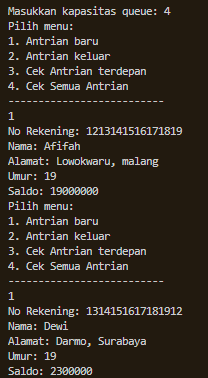 Masukkan kapasitas queue: 4
Pilih menu:
1. Antrian baru
2. Antrian keluar
3. Cek Antrian terdepan
4. Cek Semua Antrian
--------------------------
1
No Rekening: 1213141516171819
Nama: Afifah
Alamat: Lowokwaru, malang
Umur: 19
Saldo: 19000000
Pilih menu:
1. Antrian baru
2. Antrian keluar
3. Cek Antrian terdepan
4. Cek Semua Antrian
--------------------------
1
No Rekening: 1314151617181912
Nama: Dewi
Alamat: Darmo, Surabaya
Umur: 19
Saldo: 2300000